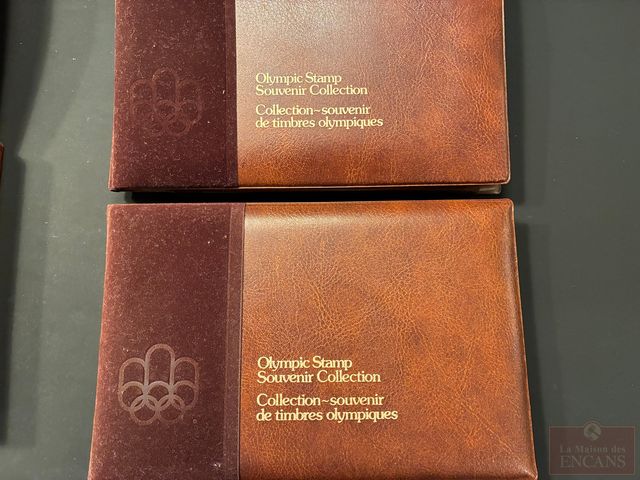 Olympic Stamp
Souvenir Collection
Collection~souvenir
de timbres olympiques
Olympic Stamp
Souvenir Collection
Collection~souvenir
de timbres olympiques
La Maison des
ENCANS